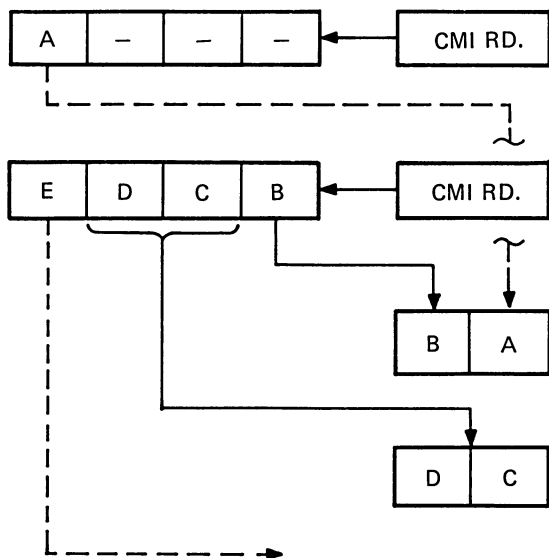 A — — — CMI RD.
E D C B CMI RD.
B A
D C